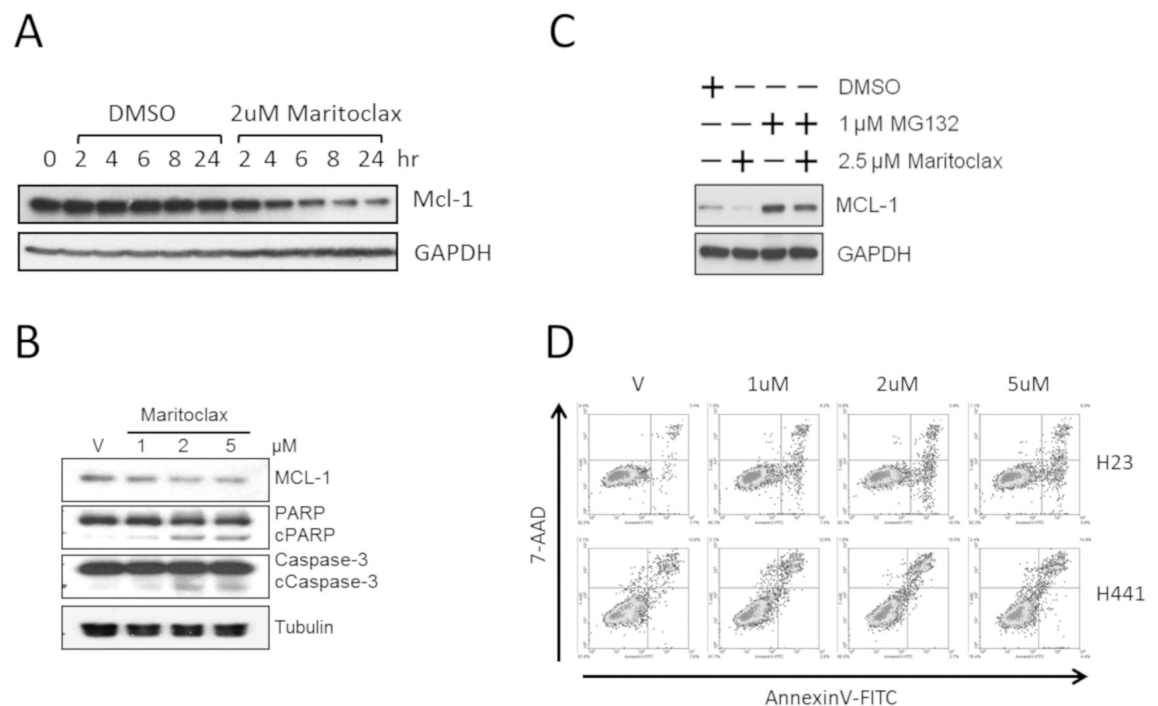 A
DMSO 2uM Maritoclax
0 2 4 6 8 24 2 4 6 8 24 hr
Mcl-1
GAPDH
B
Maritoclax
V 1 2 5 μM
MCL-1
PARP
cPARP
Caspase-3
cCaspase-3
Tubulin
C
+ − − − DMSO
− − + + 1 μM MG132
− + − + 2.5 μM Maritoclax
MCL-1
GAPDH
D
V 1uM 2uM 5uM
H23
H441
7-AAD
AnnexinV-FITC